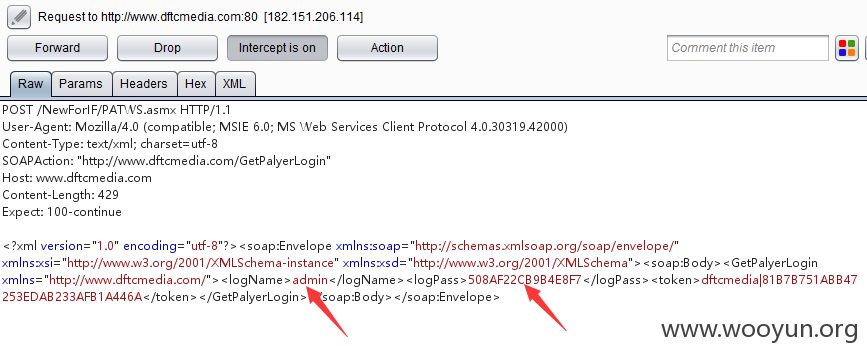 Request to http://www.dftcmedia.com:80 [182.151.206.114]
Forward Drop Intercept is on Action Comment this item
Raw Params Headers Hex XML
POST /NewForIF/PATWS.asmx HTTP/1.1
User-Agent: Mozilla/4.0 (compatible; MSIE 6.0; MS Web Services Client Protocol 4.0.30319.42000)
Content-Type: text/xml; charset=utf-8
SOAPAction: "http://www.dftcmedia.com/GetPalyerLogin"
Host: www.dftcmedia.com
Content-Length: 429
Expect: 100-continue
<?xml version="1.0" encoding="utf-8"?><soap:Envelope xmlns:soap="http://schemas.xmlsoap.org/soap/envelope/"
xmlns:xsi="http://www.w3.org/2001/XMLSchema-instance" xmlns:xsd="http://www.w3.org/2001/XMLSchema"><soap:Body><GetPalyerLogin
xmlns="http://www.dftcmedia.com/"><logName>admin</logName><logPass>508AF22CB9B4E8F7</logPass><token>dftcmedia|81B7B751ABB47
253EDAB233AFB1A446A</token></GetPalyerLogin></soap:Body></soap:Envelope>
www.wooyun.org